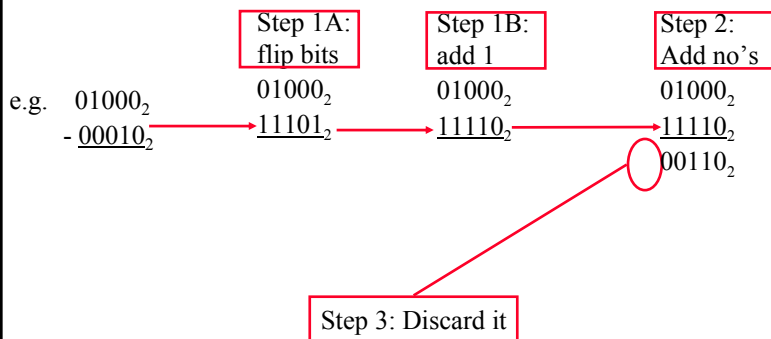 Step 1A:
flip bits
Step 1B:
add 1
Step 2:
Add no's
e.g.
01000₂
- 00010₂
01000₂
11101₂
01000₂
11110₂
01000₂
11110₂
00110₂
Step 3: Discard it